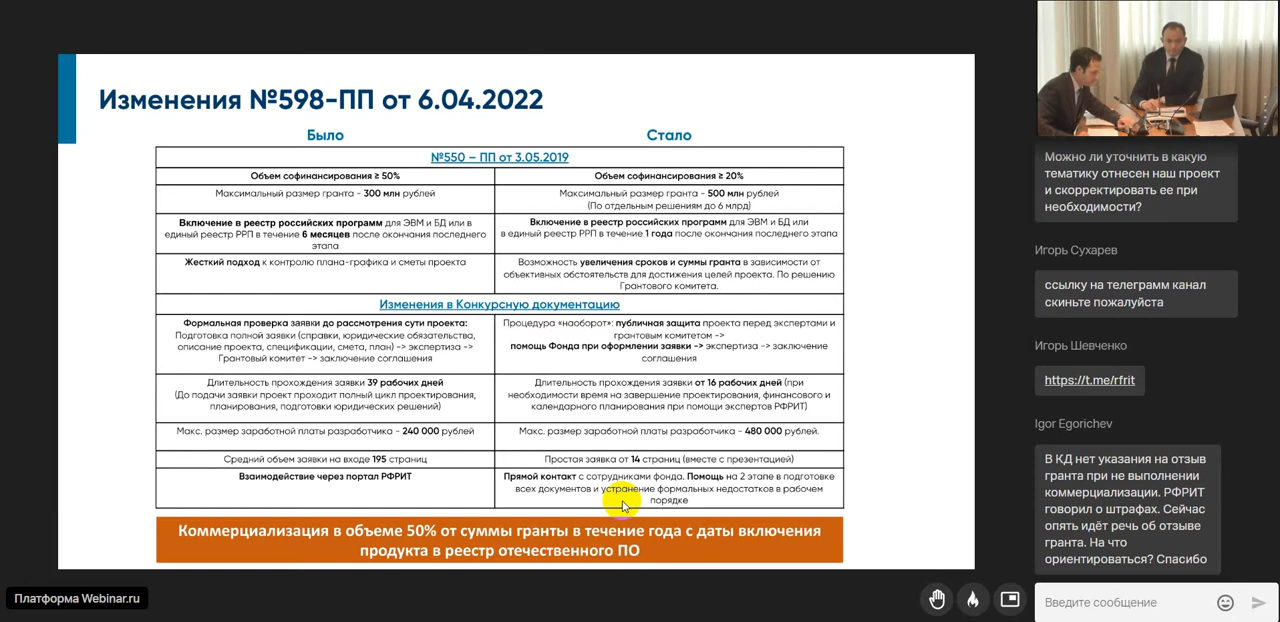 Изменения №598-ПП от 6.04.2022
Было
Стало
№550 – ПП от 3.05.2019
Объем софинансирования ≥ 50%
Объем софинансирования ≥ 20%
Максимальный размер гранта - 300 млн рублей
Максимальный размер гранта - 500 млн рублей
(По отдельным решениям до 6 млрд)
Включение в реестр российских программ для ЭВМ и БД или в
единый реестр РРП в течение 6 месяцев после окончания последнего
этапа
Включение в реестр российских программ для ЭВМ и БД или
в единый реестр РРП в течение 1 года после окончания последнего этапа
Жесткий подход к контролю плана-графика и сметы проекта
Возможность увеличения сроков и суммы гранта в зависимости от
объективных обстоятельств для достижения целей проекта. По решению
Грантового комитета.
Изменения в Конкурсную документацию
Формальная проверка заявки до рассмотрения сути проекта:
Подготовка полной заявки (справки, юридические обязательства,
описание проекта, спецификации, смета, план) -> экспертиза ->
Грантовый комитет -> заключение соглашения
Процедура «наоборот»: публичная защита проекта перед экспертами и
грантовым комитетом ->
помощь Фонда при оформлении заявки -> экспертиза -> заключение
соглашения
Длительность прохождения заявки 39 рабочих дней
(До подачи заявки проект проходит полный цикл проектирования,
планирования, подготовки юридических решений)
Длительность прохождения заявки от 16 рабочих дней (при
необходимости время на завершение проектирования, финансового и
календарного планирования при помощи экспертов РФРИТ)
Макс. размер заработной платы разработчика - 240 000 рублей
Макс. размер заработной платы разработчика - 480 000 рублей.
Средний объем заявки на входе 195 страниц
Простая заявка от 14 страниц (вместе с презентацией)
Взаимодействие через портал РФРИТ
Прямой контакт с сотрудниками фонда. Помощь на 2 этапе в подготовке
всех документов и устранение формальных недостатков в рабочем
порядке
Коммерциализация в объеме 50% от суммы гранты в течение года с даты включения
продукта в реестр отечественного ПО
Платформа Webinar.ru
Можно ли уточнить в какую
тематику отнесен наш проект
и скорректировать ее при
необходимости?
Игорь Сухарев
ссылку на телеграмм канал
скиньте пожалуйста
Игорь Шевченко
https://t.me/rfrit
Igor Egorichev
В КД нет указания на отзыв
гранта при не выполнении
коммерциализации. РФРИТ
говорил о штрафах. Сейчас
опять идёт речь об отзыве
гранта. На что
ориентироваться? Спасибо
Введите сообщение